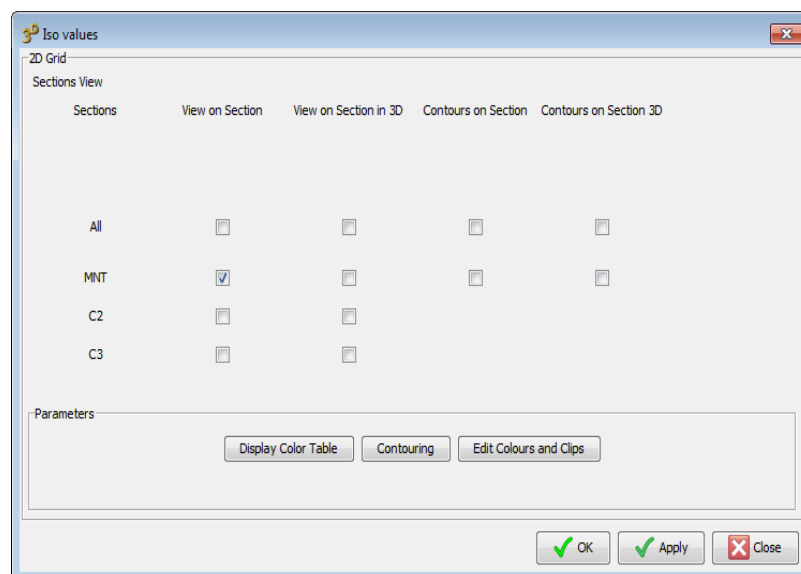 3D Iso values
2D Grid
Sections View
Sections View on Section View on Section in 3D Contours on Section Contours on Section 3D
All
MNT
C2
C3
Parameters
Display Color Table Contouring Edit Colours and Clips
OK Apply Close